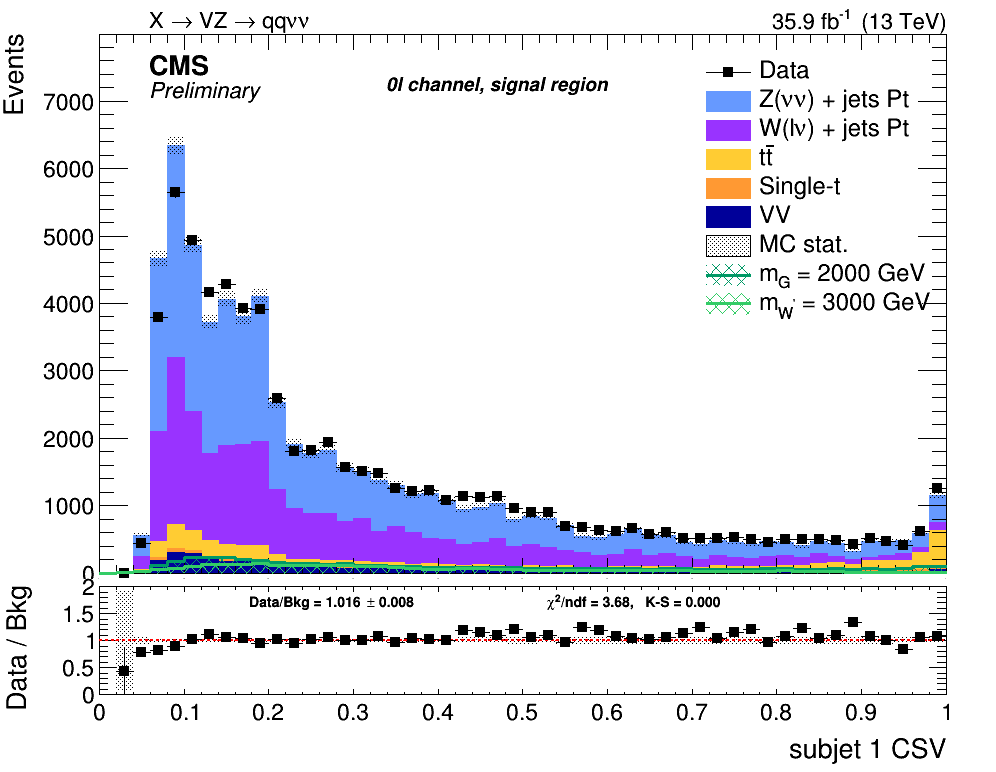 X → VZ → qqνν
35.9 fb⁻¹ (13 TeV)
Events
CMS
Preliminary
0l channel, signal region
Data
Z(νν) + jets Pt
W(lν) + jets Pt
tt̄
Single-t
VV
MC stat.
m_G = 2000 GeV
m_W' = 3000 GeV
7000
6000
5000
4000
3000
2000
1000
0
Data / Bkg
Data/Bkg = 1.016 ± 0.008
χ²/ndf = 3.68, K-S = 0.000
2
1.5
1
0.5
0
0 0.1 0.2 0.3 0.4 0.5 0.6 0.7 0.8 0.9 1
subjet 1 CSV